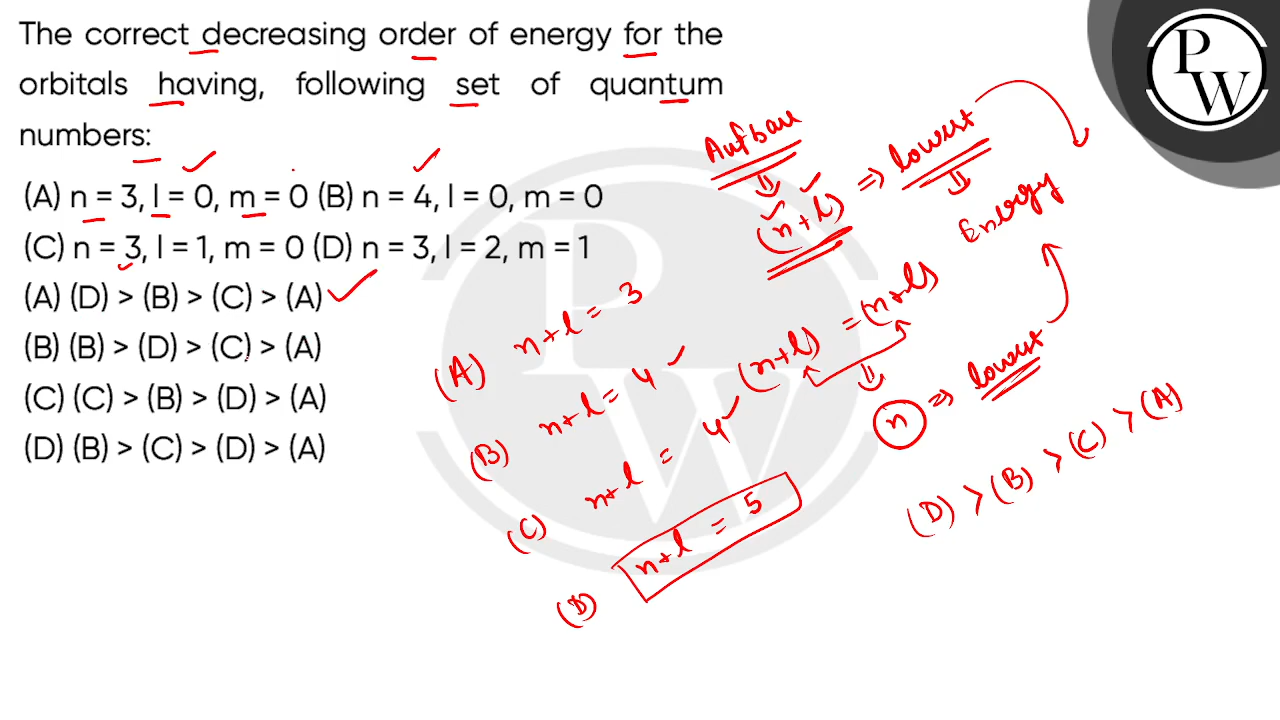 The correct decreasing order of energy for the
orbitals having, following set of quantum
numbers:
(A) n = 3, l = 0, m = 0 (B) n = 4, l = 0, m = 0
(C) n = 3, l = 1, m = 0 (D) n = 3, l = 2, m = 1
(A) (D) > (B) > (C) > (A)
(B) (B) > (D) > (C) > (A)
(C) (C) > (B) > (D) > (A)
(D) (B) > (C) > (D) > (A)
PW
Aufbau
(n+l) ⇒ lowest
Energy
(n+l) = (n+l)
n ⇒ lowest
(A) n+l = 3
(B) n+l = 4
(C) n+l = 4
(D) n+l = 5
(D) > (B) > (C) > (A)